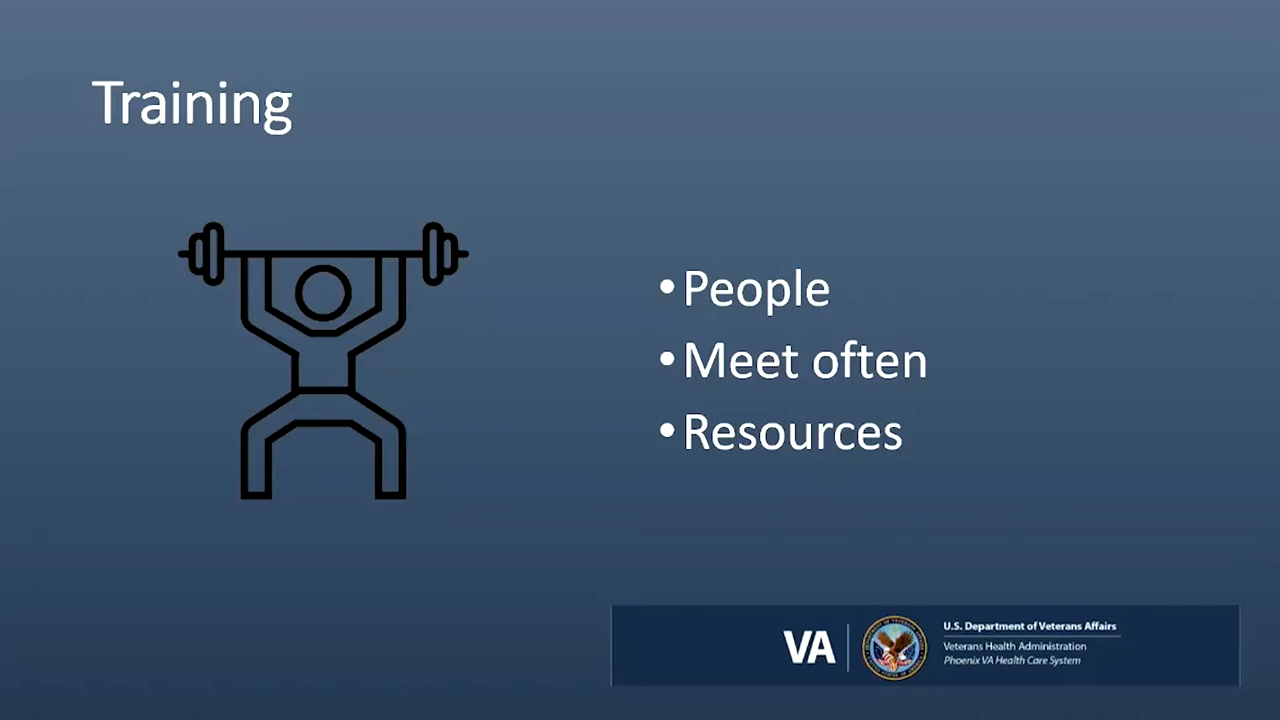 Training
•People
•Meet often
•Resources
VA
U.S. Department of Veterans Affairs
Veterans Health Administration
Phoenix VA Health Care System